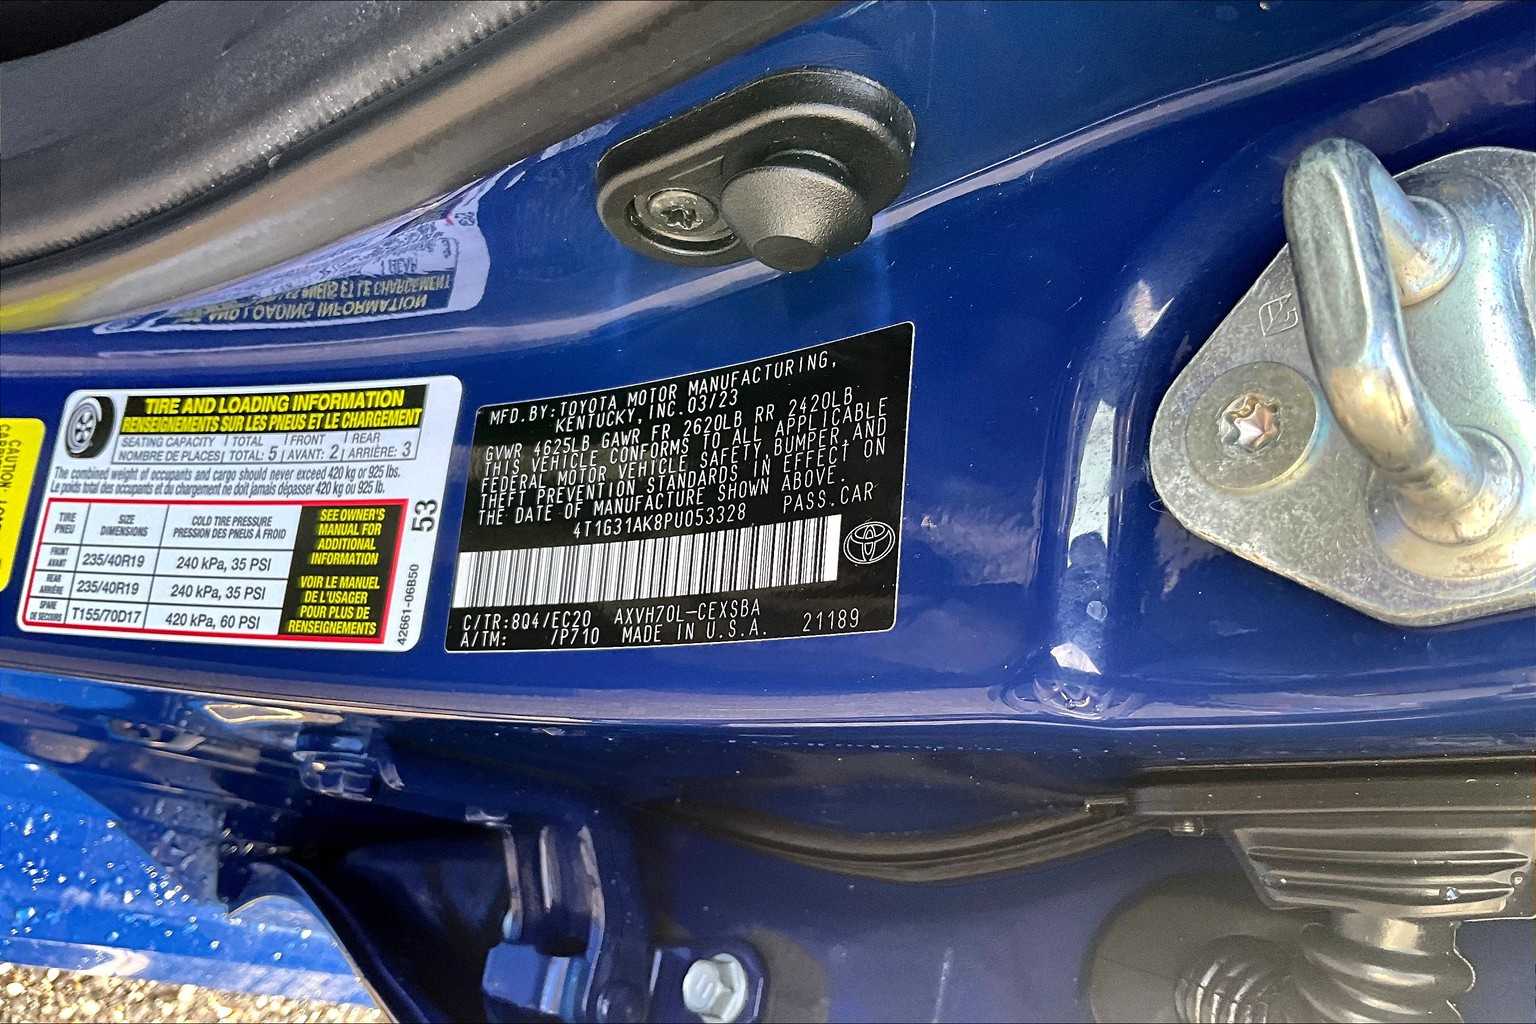 TIRE AND LOADING INFORMATION
RENSEIGNEMENTS SUR LES PNEUS ET LE CHARGEMENT
SEATING CAPACITY TOTAL FRONT REAR
NOMBRE DE PLACES TOTAL: 5 AVANT: 2 ARRIÈRE: 3
The combined weight of occupants and cargo should never exceed 420 kg or 925 lbs.
Le poids total des occupants et du chargement ne doit jamais dépasser 420 kg ou 925 lb.
TIRE SIZE COLD TIRE PRESSURE
PNEU DIMENSIONS PRESSION DES PNEUS À FROID
FRONT
AVANT 235/40R19 240 kPa, 35 PSI
REAR
ARRIÈRE 235/40R19 240 kPa, 35 PSI
SPARE
DE SECOURS T155/70D17 420 kPa, 60 PSI
SEE OWNER'S
MANUAL FOR
ADDITIONAL
INFORMATION
VOIR LE MANUEL
DE L'USAGER
POUR PLUS DE
RENSEIGNEMENTS
53
42661-06B50
MFD. BY: TOYOTA MOTOR MANUFACTURING,
KENTUCKY, INC. 03/23
GVWR 4625LB GAWR FR 2620LB RR 2420LB
THIS VEHICLE CONFORMS TO ALL APPLICABLE
FEDERAL MOTOR VEHICLE SAFETY, BUMPER, AND
THEFT PREVENTION STANDARDS IN EFFECT ON
THE DATE OF MANUFACTURE SHOWN ABOVE.
4T1G31AK8PU053328 PASS. CAR
C/TR: 8Q4/EC20 AXVH70L-CEXSBA
A/TM: /P710 MADE IN U.S.A. 21189
CAUTION: